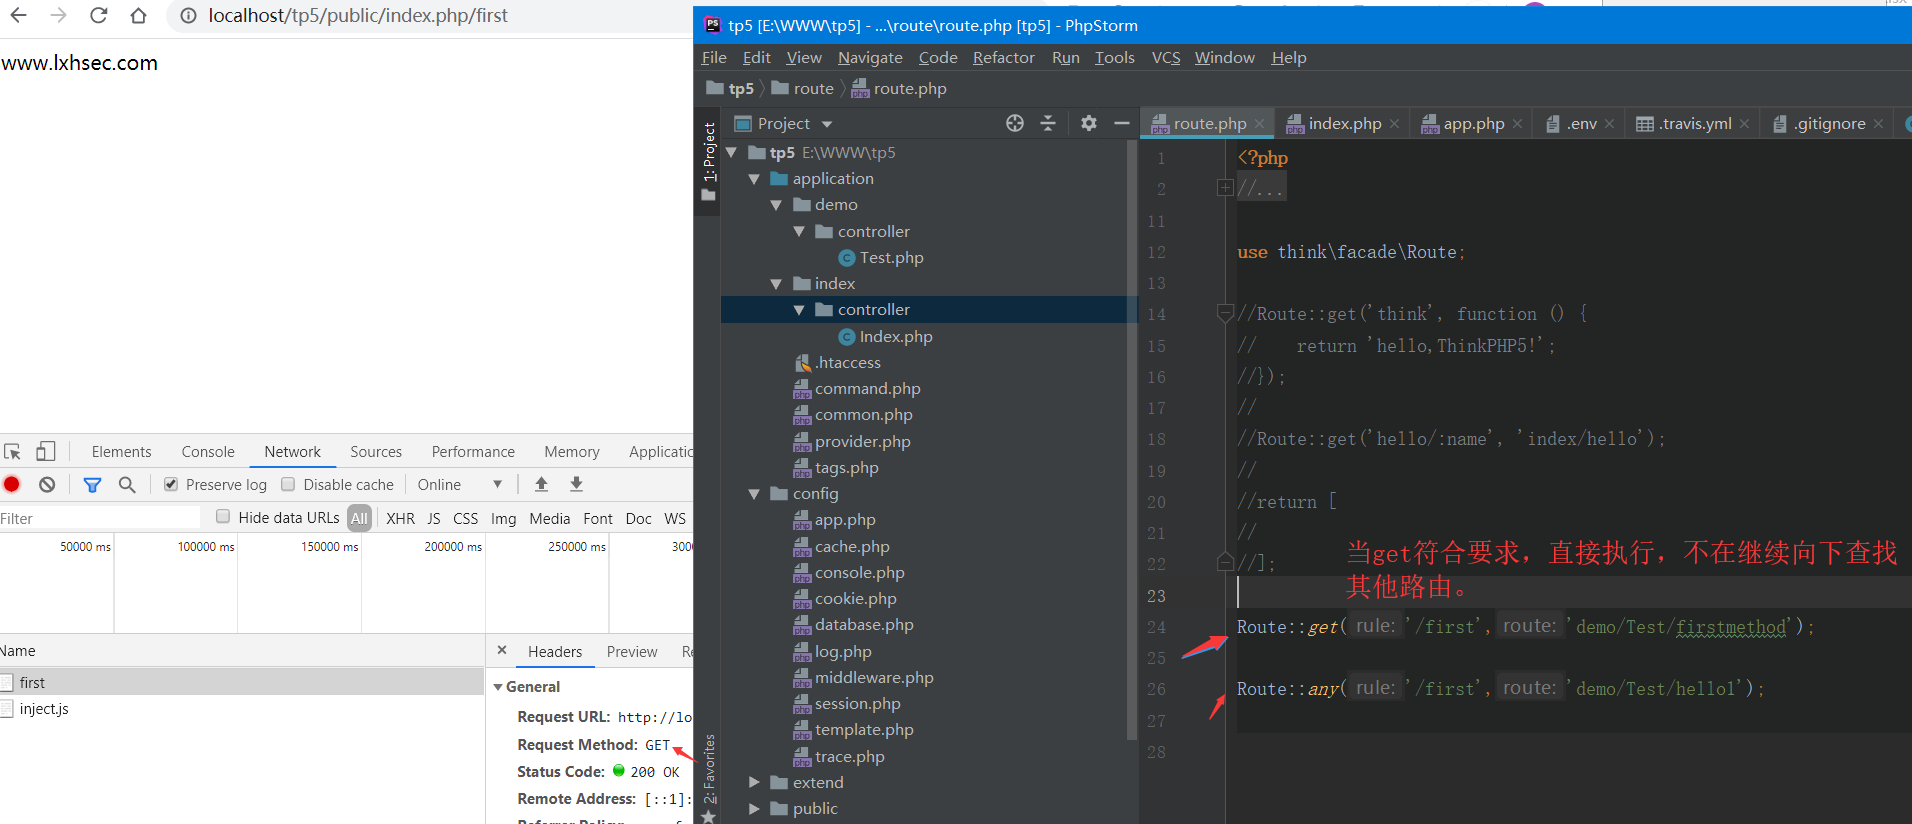 localhost/tp5/public/index.php/first
www.lxhsec.com
Elements Console Network Sources Performance Memory
Preserve log Disable cache Online
Filter Hide data URLs All XHR JS CSS Img Media Font Doc WS
50000 ms 100000 ms 150000 ms 200000 ms 250000 ms
Name
first
inject.js
× Headers Preview
General
Request URL: http://lo
Request Method: GET
Status Code: 200 OK
Remote Address: [::1]:
tp5 [E:\WWW\tp5] - ...\route\route.php [tp5] - PhpStorm
File Edit View Navigate Code Refactor Run Tools VCS Window Help
tp5 route route.php
1: Project
2: Favorites
Project
tp5 E:\WWW\tp5
application
demo
controller
Test.php
index
controller
Index.php
.htaccess
command.php
common.php
provider.php
tags.php
config
app.php
cache.php
console.php
cookie.php
database.php
log.php
middleware.php
session.php
template.php
trace.php
extend
public
route.php index.php app.php .env .travis.yml .gitignore
1 <?php
2 //...
11
12 use think\facade\Route;
13
14 //Route::get('think', function () {
15 // return 'hello,ThinkPHP5!';
16 //});
17 //
18 //Route::get('hello/:name', 'index/hello');
19 //
20 //return [
21 //
22 //];
当get符合要求，直接执行，不在继续向下查找
其他路由。
23
24 Route::get( rule: '/first', route: 'demo/Test/firstmethod');
25
26 Route::any( rule: '/first', route: 'demo/Test/hello1');
27
28